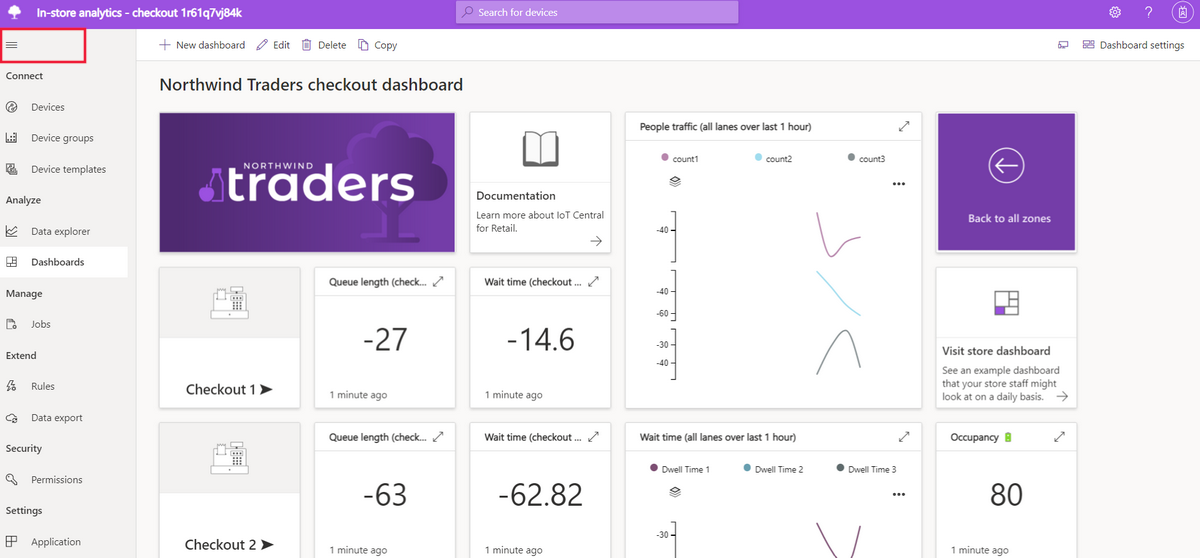 In-store analytics - checkout 1r61q7vj84k
Search for devices
?
New dashboard Edit Delete Copy
Dashboard settings
Connect
Devices
Device groups
Device templates
Analyze
Data explorer
Dashboards
Manage
Jobs
Extend
Rules
Data export
Security
Permissions
Settings
Application
Northwind Traders checkout dashboard
NORTHWIND
traders
Documentation
Learn more about IoT Central
for Retail.
People traffic (all lanes over last 1 hour)
count1 count2 count3
-40
-40
-60
-30
-40
Back to all zones
Checkout 1
Queue length (check...
-27
1 minute ago
Wait time (checkout ...
-14.6
1 minute ago
Visit store dashboard
See an example dashboard
that your store staff might
look at on a daily basis.
Checkout 2
Queue length (check...
-63
1 minute ago
Wait time (checkout ...
-62.82
1 minute ago
Wait time (all lanes over last 1 hour)
Dwell Time 1 Dwell Time 2 Dwell Time 3
-30
Occupancy
80
1 minute ago